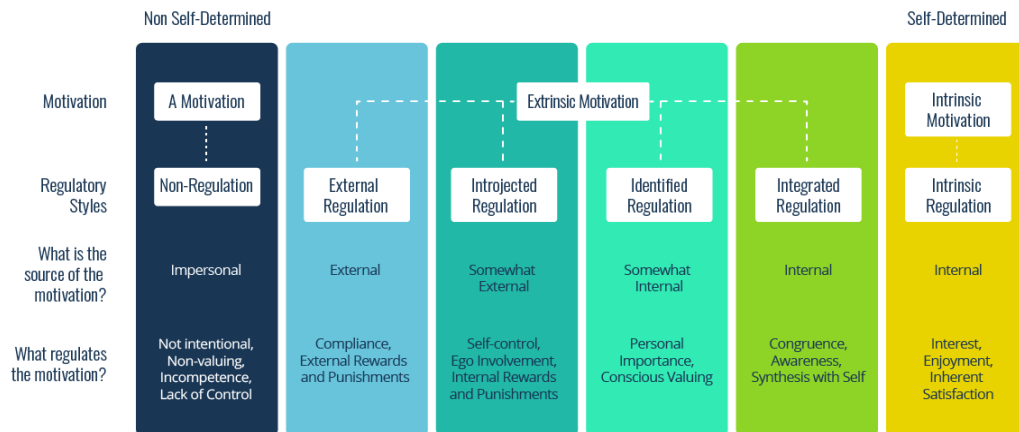 Non Self-Determined
Self-Determined
Motivation
A Motivation
Extrinsic Motivation
Intrinsic
Motivation
Regulatory
Styles
Non-Regulation
External
Regulation
Introjected
Regulation
Identified
Regulation
Integrated
Regulation
Intrinsic
Regulation
What is the
source of the
motivation?
Impersonal
External
Somewhat
External
Somewhat
Internal
Internal
Internal
What regulates
the motivation?
Not intentional,
Non-valuing,
Incompetence,
Lack of Control
Compliance,
External Rewards
and Punishments
Self-control,
Ego Involvement,
Internal Rewards
and Punishments
Personal
Importance,
Conscious Valuing
Congruence,
Awareness,
Synthesis with Self
Interest,
Enjoyment,
Inherent
Satisfaction